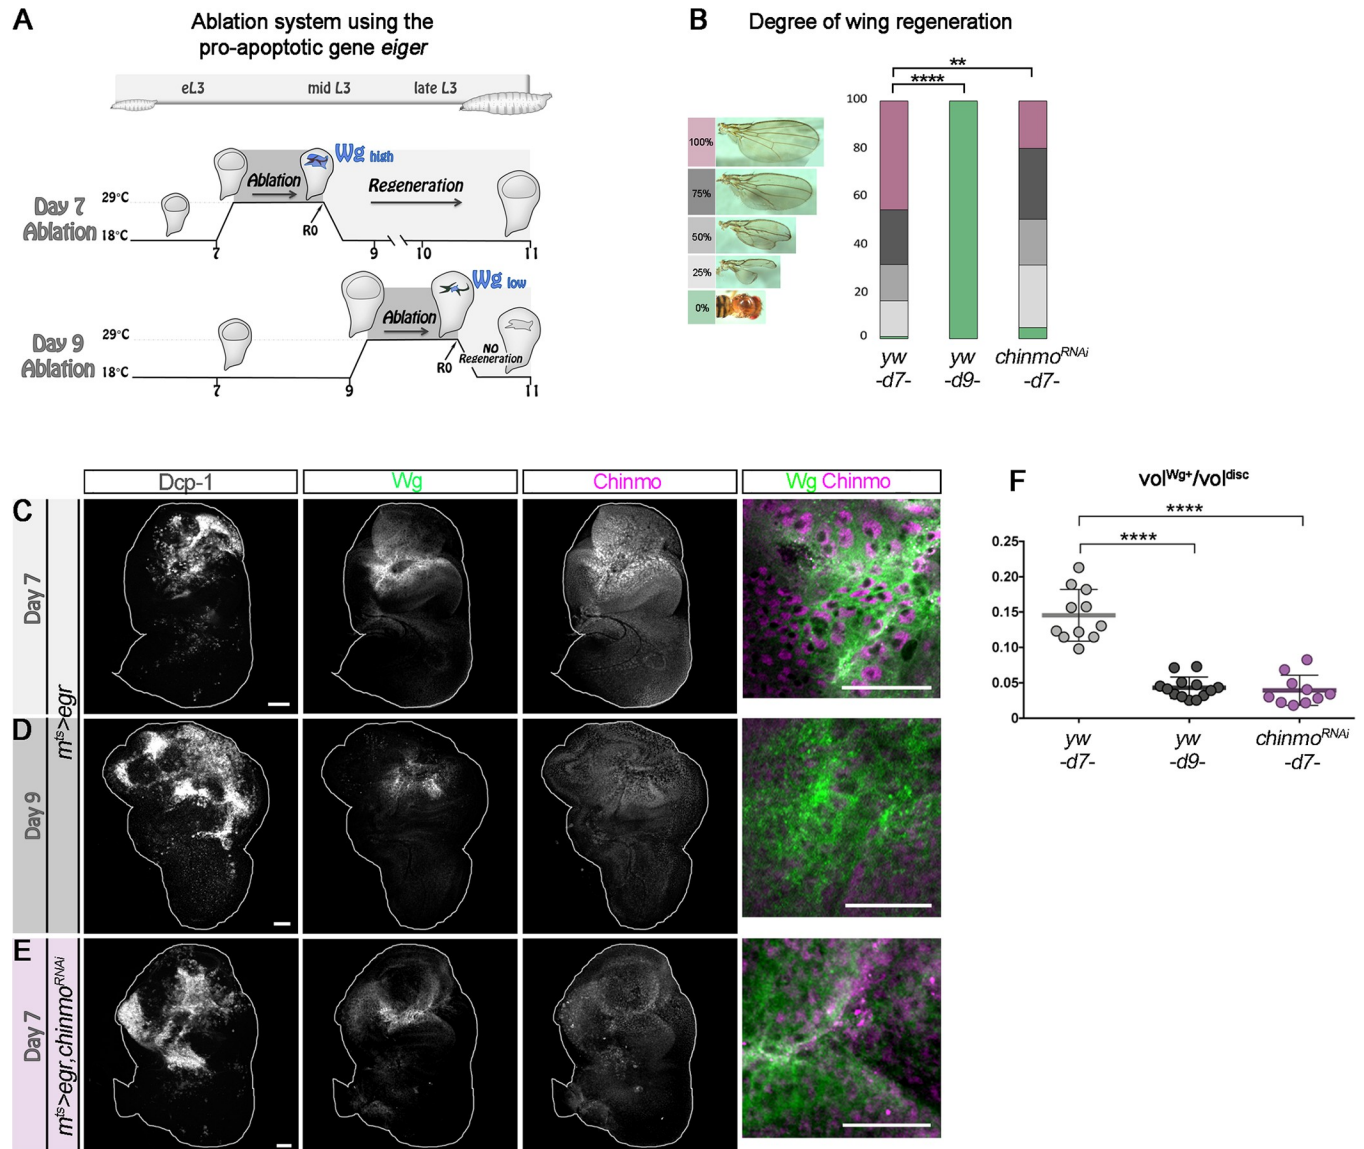 A
Ablation system using the
pro-apoptotic gene eiger
eL3
mid L3
late L3
Day 7
Ablation
29°C
18°C
Ablation
Wg high
Regeneration
R0
7
9
10
11
Day 9
Ablation
29°C
18°C
Ablation
Wg low
R0
NO
Regeneration
7
9
11
B
Degree of wing regeneration
100%
75%
50%
25%
0%
**
****
100
80
60
40
20
0
yw
-d7-
yw
-d9-
chinmoRNAi
-d7-
Dcp-1
Wg
Chinmo
Wg Chinmo
C
Day 7
mts>egr
D
Day 9
E
Day 7
mts>egr,chinmoRNAi
F
volWg+/voldisc
****
****
0.25
0.20
0.15
0.10
0.05
0
yw
-d7-
yw
-d9-
chinmoRNAi
-d7-